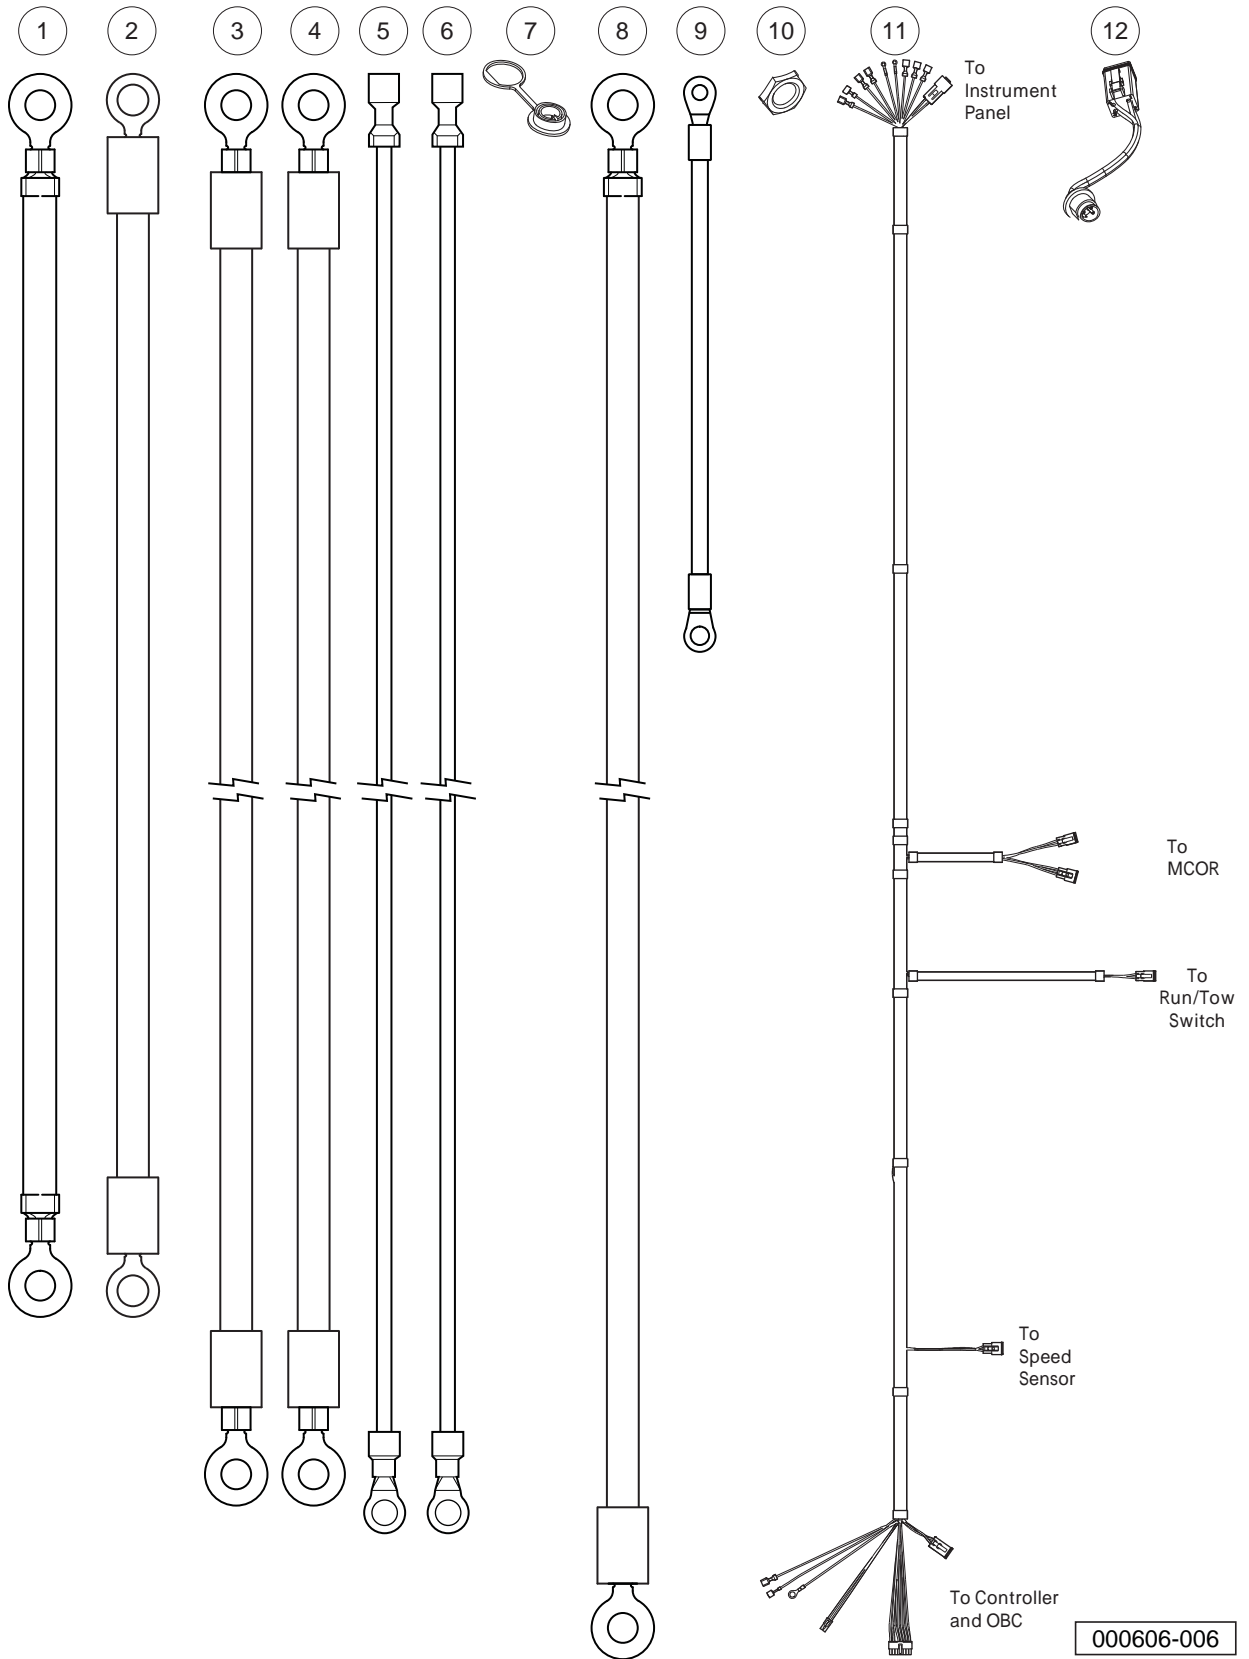 1 2 3 4 5 6 7 8 9 10 11 12
To
Instrument
Panel
To
MCOR
To
Run/Tow
Switch
To
Speed
Sensor
To Controller
and OBC
000606-006